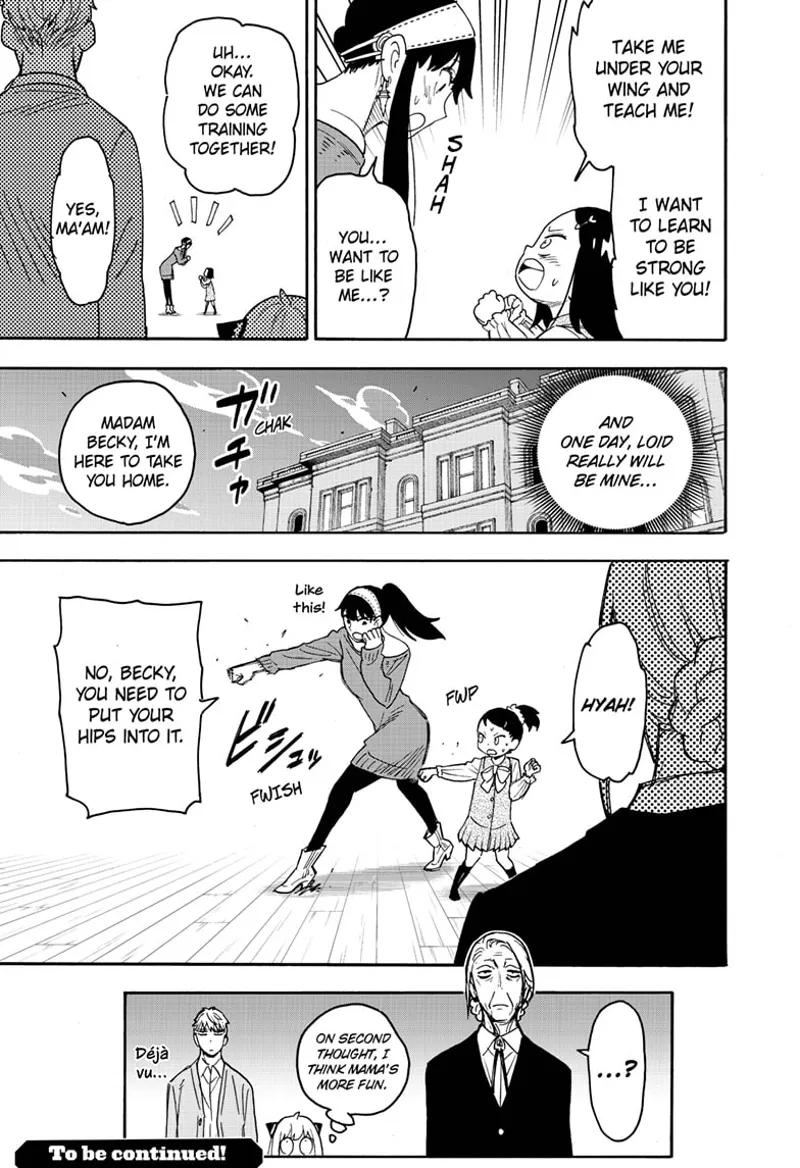 TAKE ME
UNDER YOUR
WING AND
TEACH ME!
I WANT
TO LEARN
TO BE
STRONG
LIKE YOU!
SHAH
YOU...
WANT TO
BE LIKE
ME...?
UH...
OKAY.
WE CAN
DO SOME
TRAINING
TOGETHER!
YES,
MA'AM!
AND
ONE DAY, LOID
REALLY WILL
BE MINE...
ガチャ
CHAK
MADAM
BECKY, I'M
HERE TO TAKE
YOU HOME.
HYAH!
FWP
Like
this!
ビシュッ
FWISH
NO, BECKY,
YOU NEED TO
PUT YOUR
HIPS INTO IT.
...?
ON SECOND
THOUGHT, I
THINK MAMA'S
MORE FUN.
Déjà
vu...
To be continued!